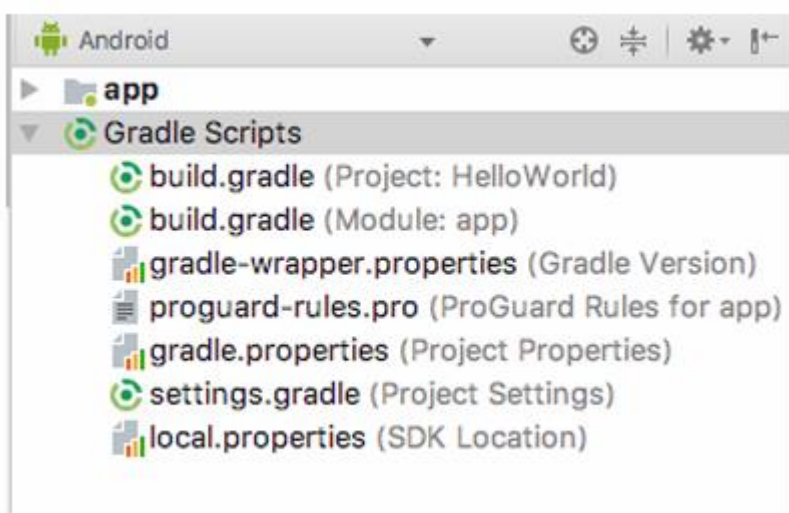 Android
app
Gradle Scripts
build.gradle (Project: HelloWorld)
build.gradle (Module: app)
gradle-wrapper.properties (Gradle Version)
proguard-rules.pro (ProGuard Rules for app)
gradle.properties (Project Properties)
settings.gradle (Project Settings)
local.properties (SDK Location)